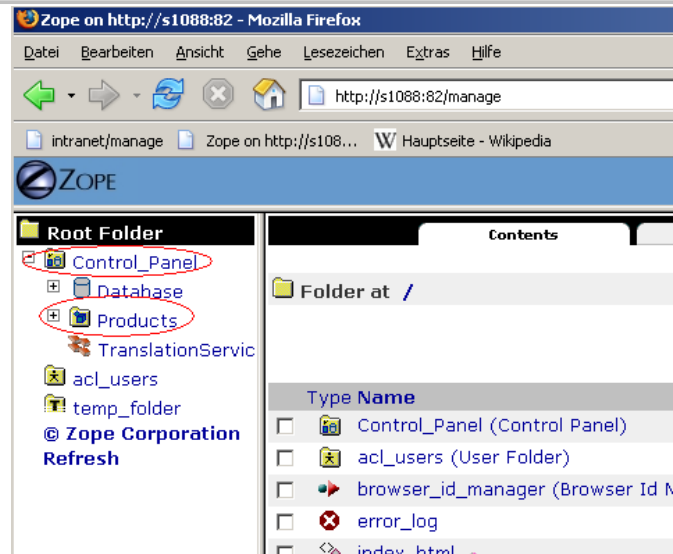 Zope on http://s1088:82 - Mozilla Firefox
Datei Bearbeiten Ansicht Gehe Lesezeichen Extras Hilfe
http://s1088:82/manage
intranet/manage Zope on http://s108... W Hauptseite - Wikipedia
ZOPE
Root Folder
Control_Panel
Database
Products
TranslationServic
acl_users
temp_folder
© Zope Corporation
Refresh
Contents
Folder at /
Type Name
Control_Panel (Control Panel)
acl_users (User Folder)
browser_id_manager (Browser Id M
error_log
index_html